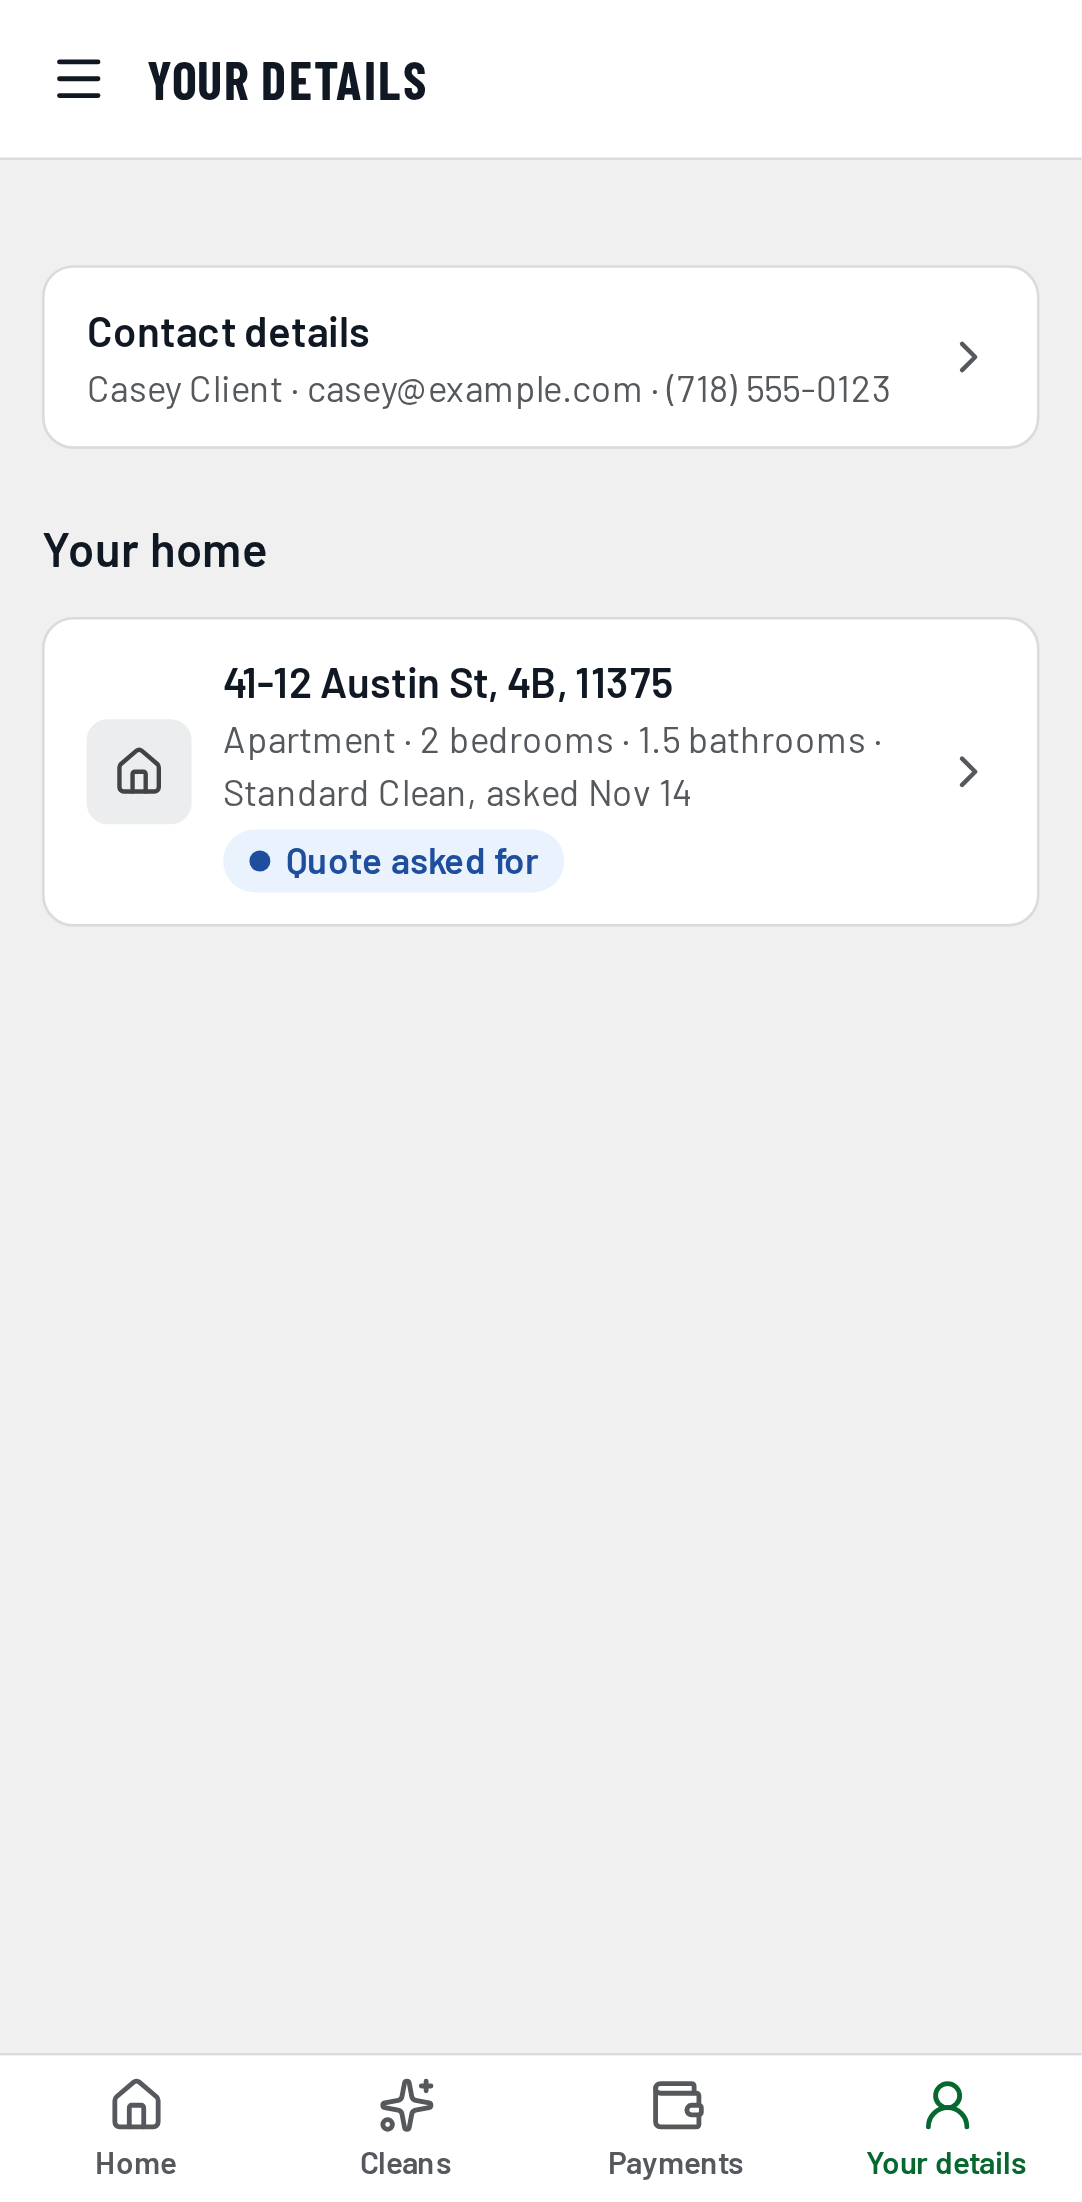 YOUR DETAILS
Contact details
Casey Client · casey@example.com · (718) 555-0123
Your home
41-12 Austin St, 4B, 11375
Apartment · 2 bedrooms · 1.5 bathrooms ·
Standard Clean, asked Nov 14
Quote asked for
Home
Cleans
Payments
Your details